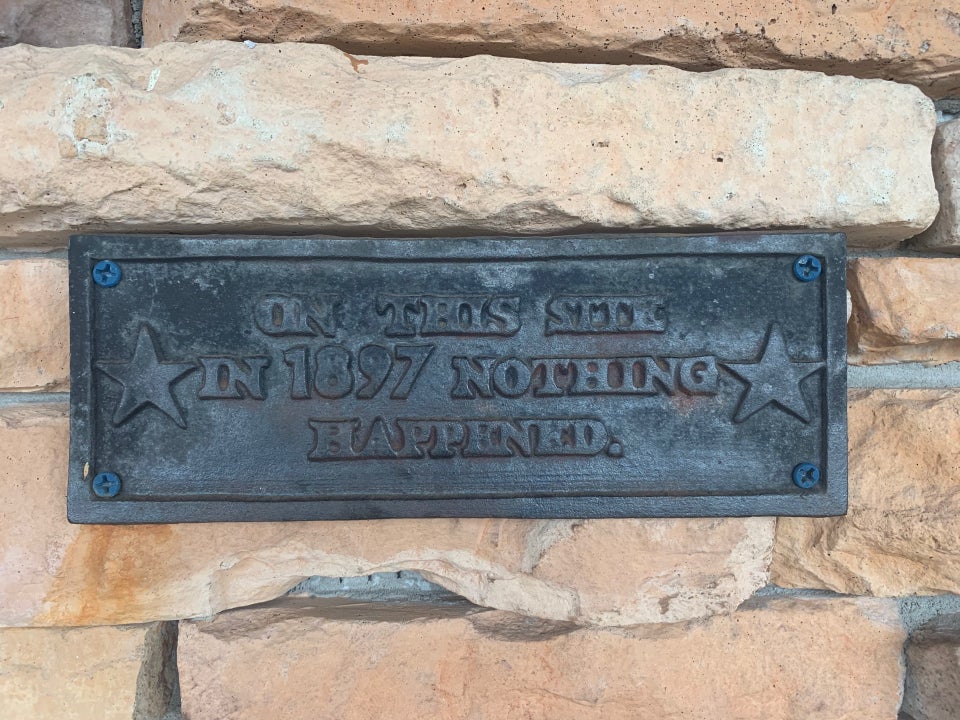 ON THIS SITE
IN 1897 NOTHING
HAPPENED.